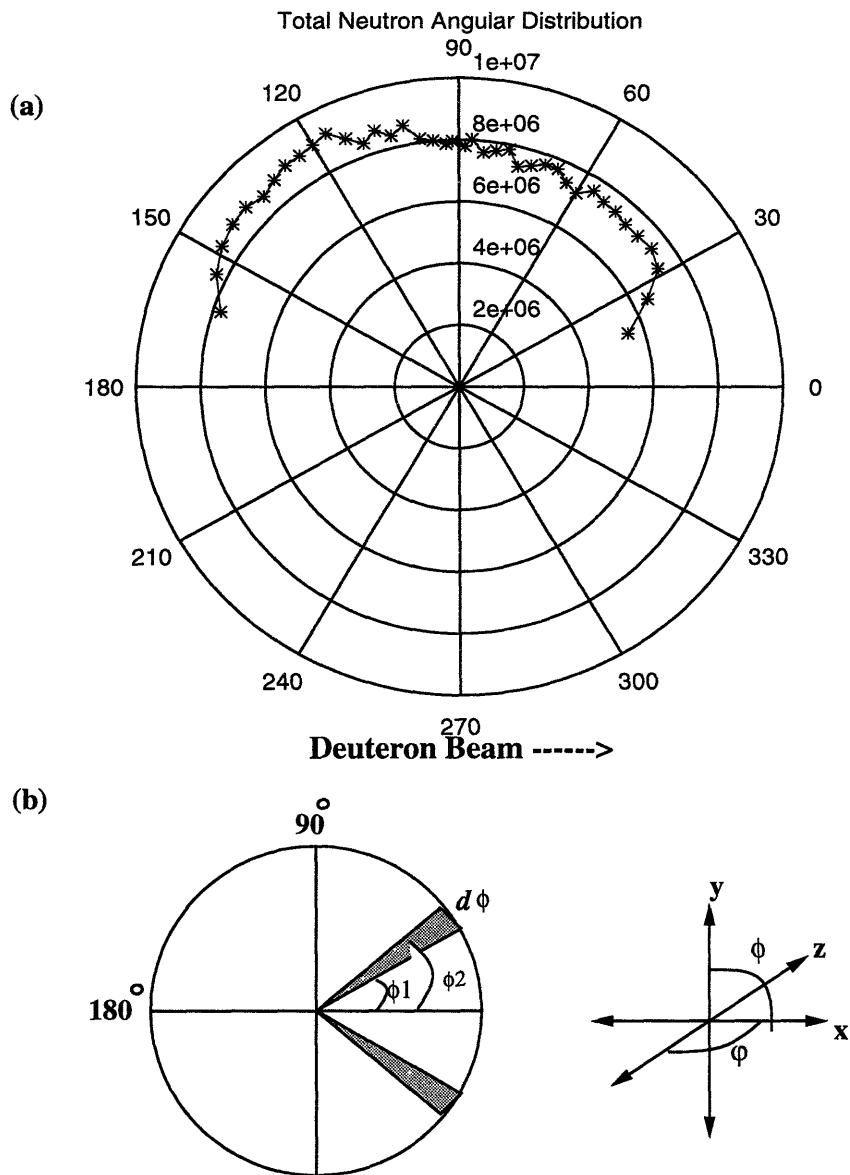 Total Neutron Angular Distribution
(a)
90
1e+07
120
60
8e+06
6e+06
150
30
4e+06
2e+06
180
0
210
330
240
300
270
Deuteron Beam ------>
(b)
90°
dϕ
y
ϕ
z
ϕ1
ϕ2
180°
x
φ